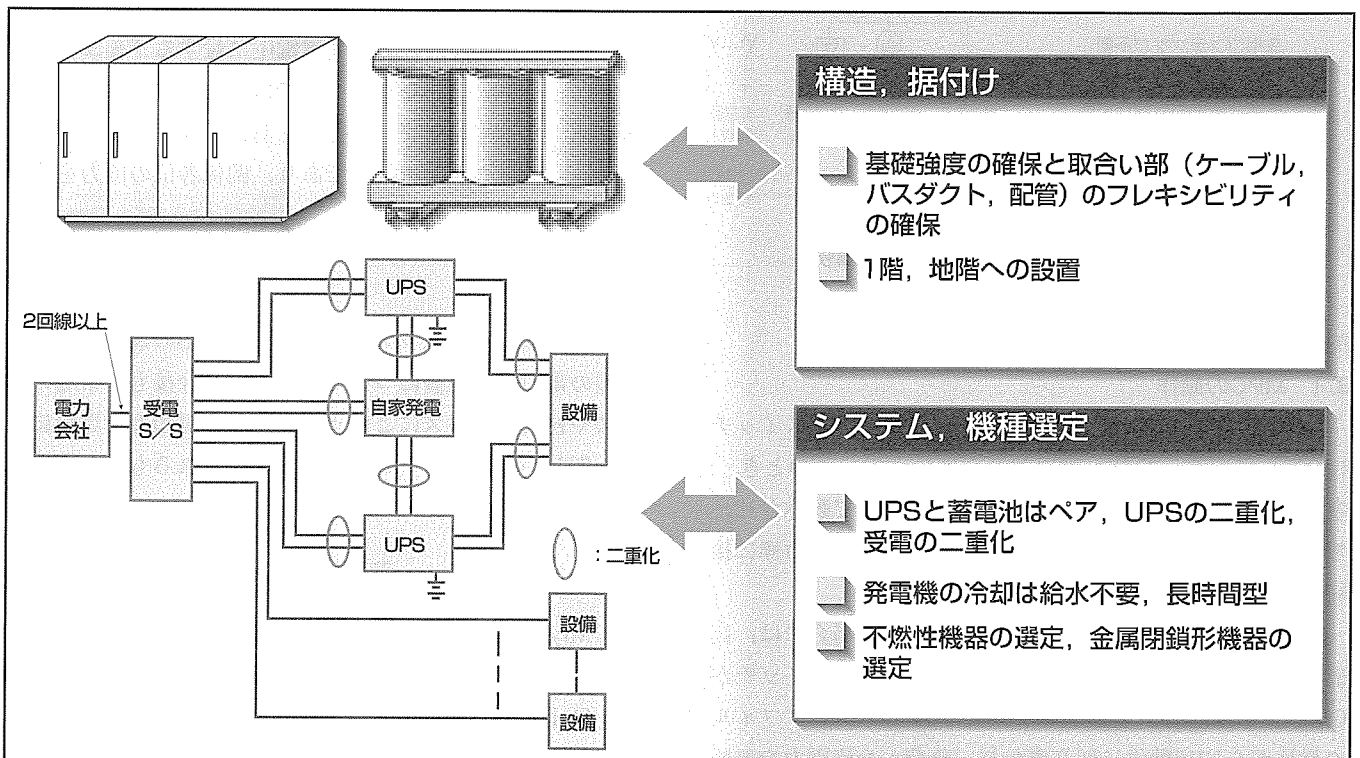 構造，据付け
基礎強度の確保と取合い部（ケーブル，
バスダクト，配管）のフレキシビリティ
の確保
1階，地階への設置
2回線以上
電力
会社
受電
S／S
UPS
自家発電
UPS
設備
：二重化
設備
設備
システム，機種選定
UPSと蓄電池はペア，UPSの二重化，
受電の二重化
発電機の冷却は給水不要，長時間型
不燃性機器の選定，金属閉鎖形機器の
選定